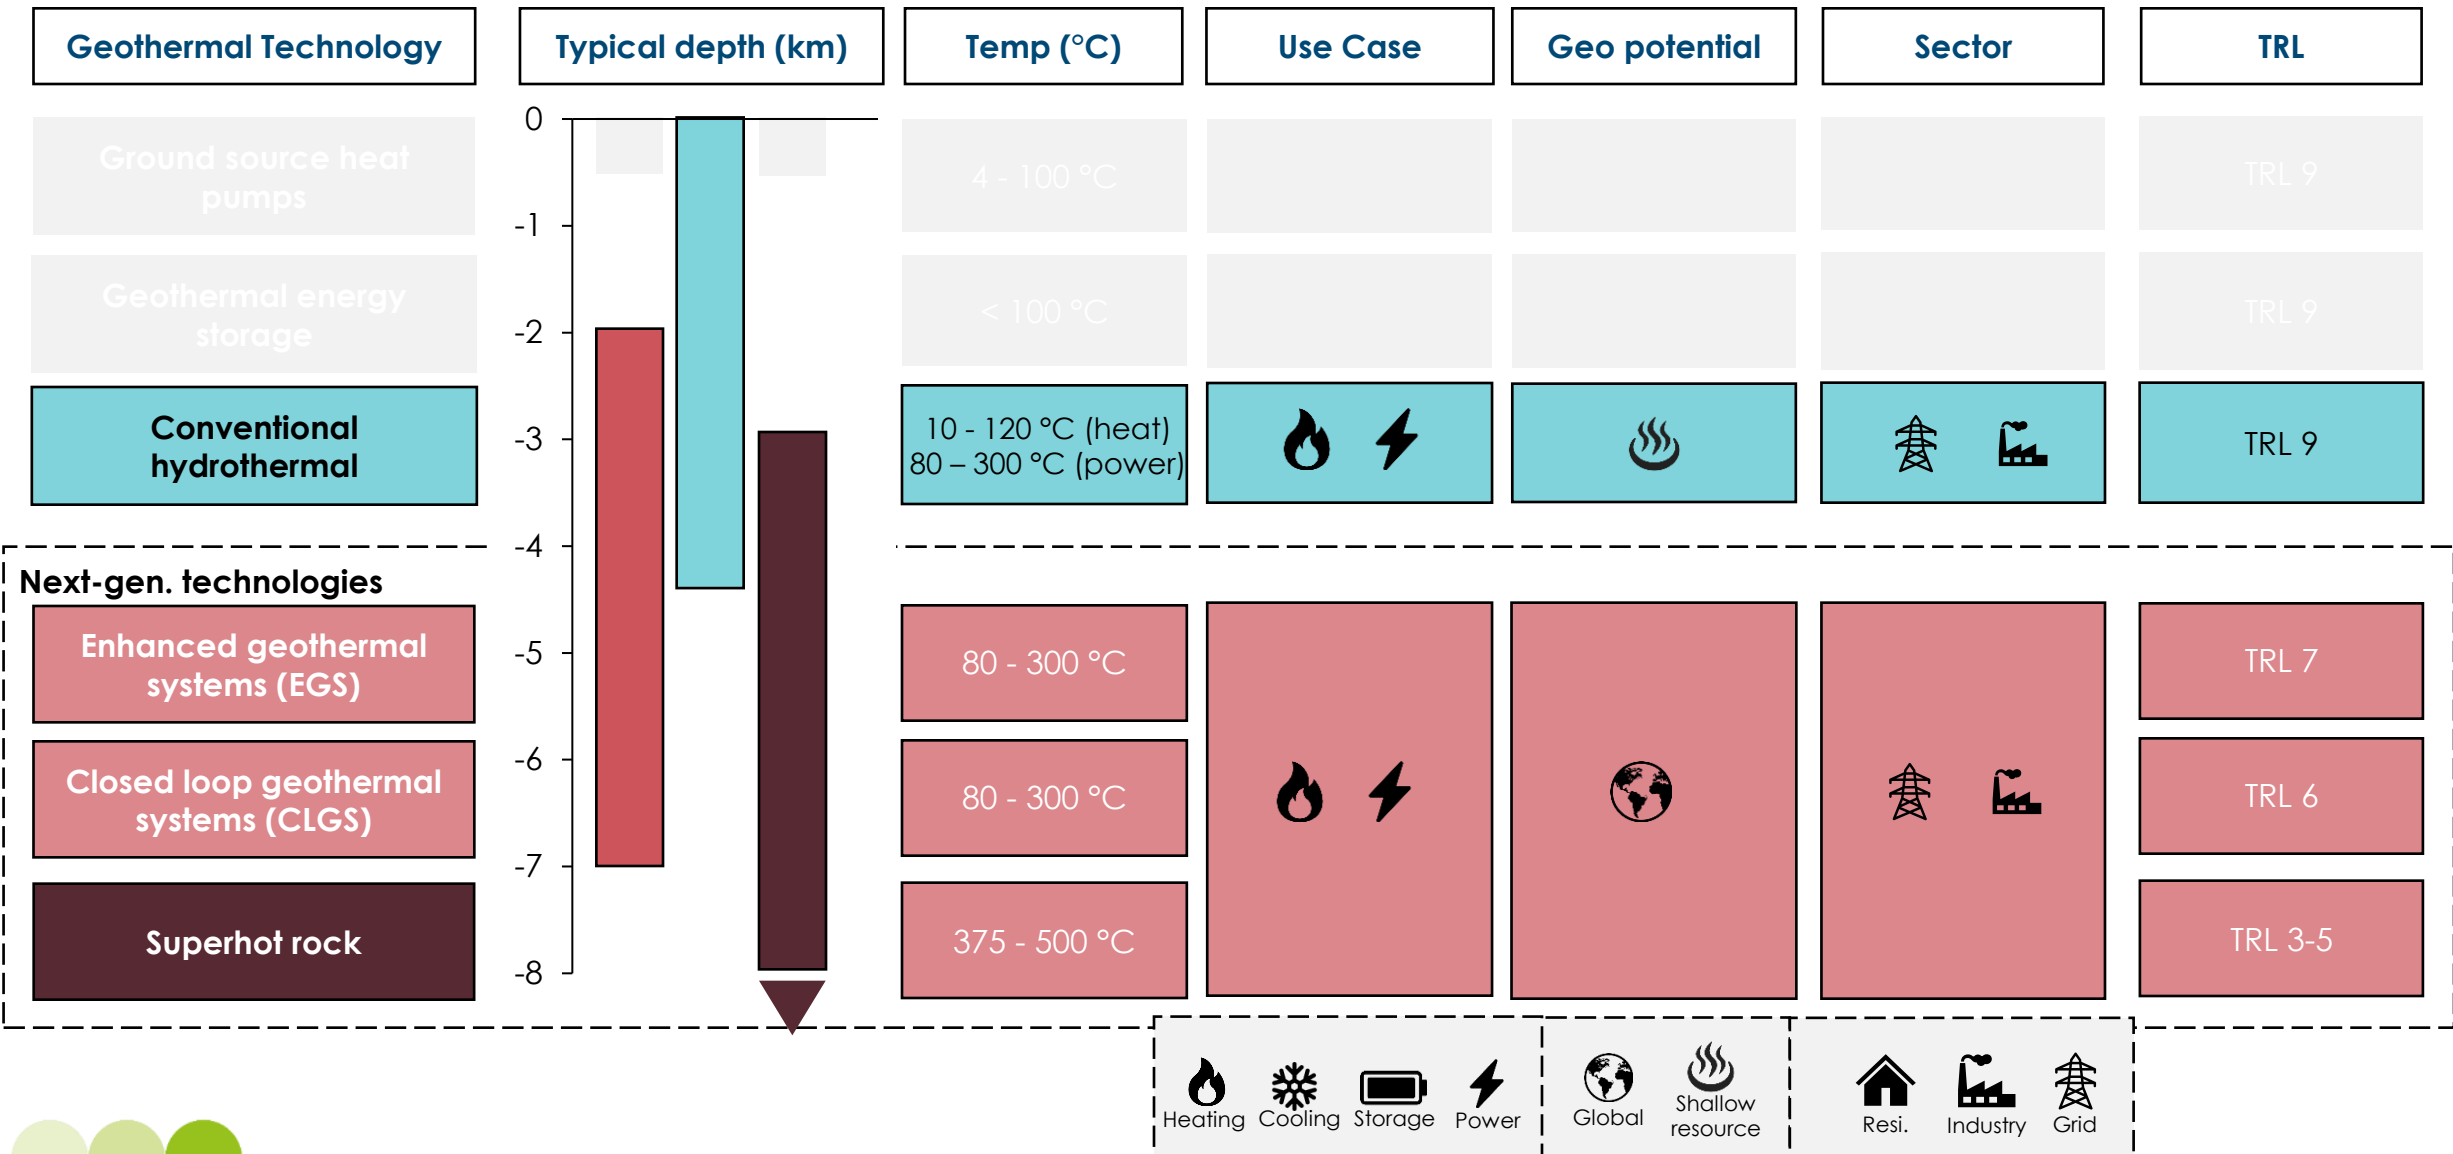 Geothermal Technology
Typical depth (km)
Temp (°C)
Use Case
Geo potential
Sector
TRL
0
-1
-2
-3
-4
-5
-6
-7
-8
Ground source heat
pumps
4 - 100 °C
TRL 9
Geothermal energy
storage
< 100 °C
TRL 9
Conventional
hydrothermal
10 - 120 °C (heat)
80 – 300 °C (power)
TRL 9
Next-gen. technologies
Enhanced geothermal
systems (EGS)
80 - 300 °C
TRL 7
Closed loop geothermal
systems (CLGS)
80 - 300 °C
TRL 6
Superhot rock
375 - 500 °C
TRL 3-5
Heating
Cooling
Storage
Power
Global
Shallow
resource
Resi.
Industry
Grid